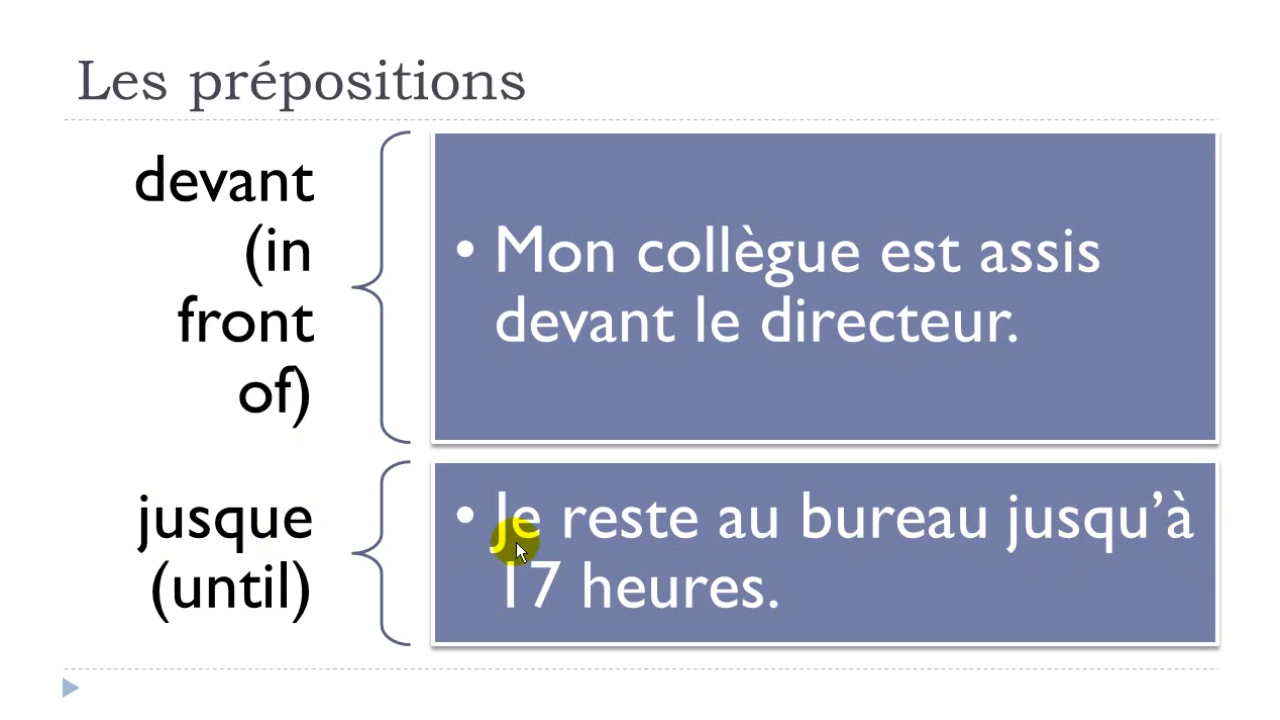 Les prépositions
devant
(in
front
of)
• Mon collègue est assis
devant le directeur.
jusque
(until)
• Je reste au bureau jusqu’à
17 heures.